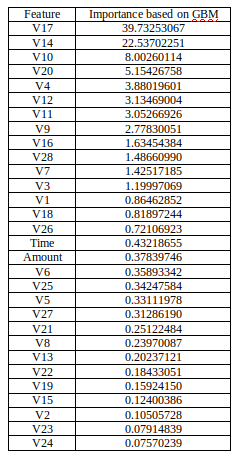 Feature Importance based on GBM
V17 39.73253067
V14 22.53702251
V10 8.00260114
V20 5.15426758
V4 3.88019601
V12 3.13469004
V11 3.05266926
V9 2.77830051
V16 1.63454384
V28 1.48660990
V7 1.42517185
V3 1.19997069
V1 0.86462852
V18 0.81897244
V26 0.72106923
Time 0.43218655
Amount 0.37839746
V6 0.35893342
V25 0.34247584
V5 0.33111978
V27 0.31286190
V21 0.25122484
V8 0.23970087
V13 0.20237121
V22 0.18433051
V19 0.15924150
V15 0.12400386
V2 0.10505728
V23 0.07914839
V24 0.07570239